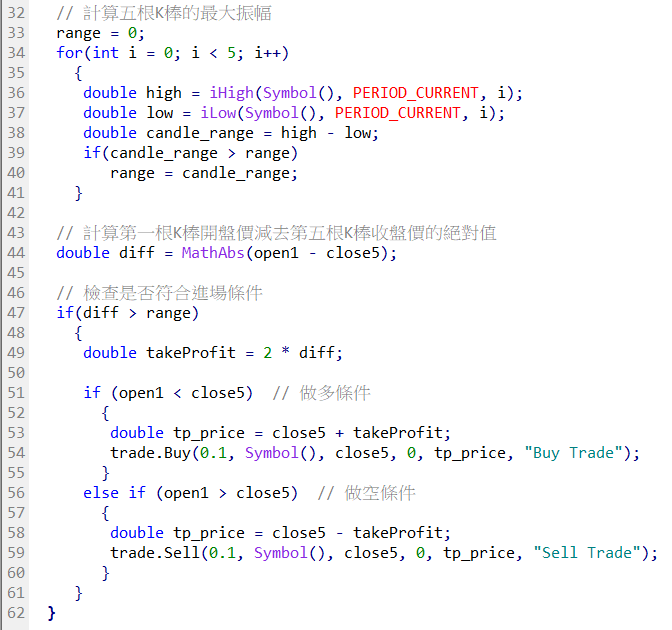 32 // 計算五根K棒的最大振幅
33 range = 0;
34 for(int i = 0; i < 5; i++)
35 {
36 double high = iHigh(Symbol(), PERIOD_CURRENT, i);
37 double low = iLow(Symbol(), PERIOD_CURRENT, i);
38 double candle_range = high - low;
39 if(candle_range > range)
40 range = candle_range;
41 }
42
43 // 計算第一根K棒開盤價減去第五根K棒收盤價的絕對值
44 double diff = MathAbs(open1 - close5);
45
46 // 檢查是否符合進場條件
47 if(diff > range)
48 {
49 double takeProfit = 2 * diff;
50
51 if (open1 < close5) // 做多條件
52 {
53 double tp_price = close5 + takeProfit;
54 trade.Buy(0.1, Symbol(), close5, 0, tp_price, "Buy Trade");
55 }
56 else if (open1 > close5) // 做空條件
57 {
58 double tp_price = close5 - takeProfit;
59 trade.Sell(0.1, Symbol(), close5, 0, tp_price, "Sell Trade");
60 }
61 }
62 }